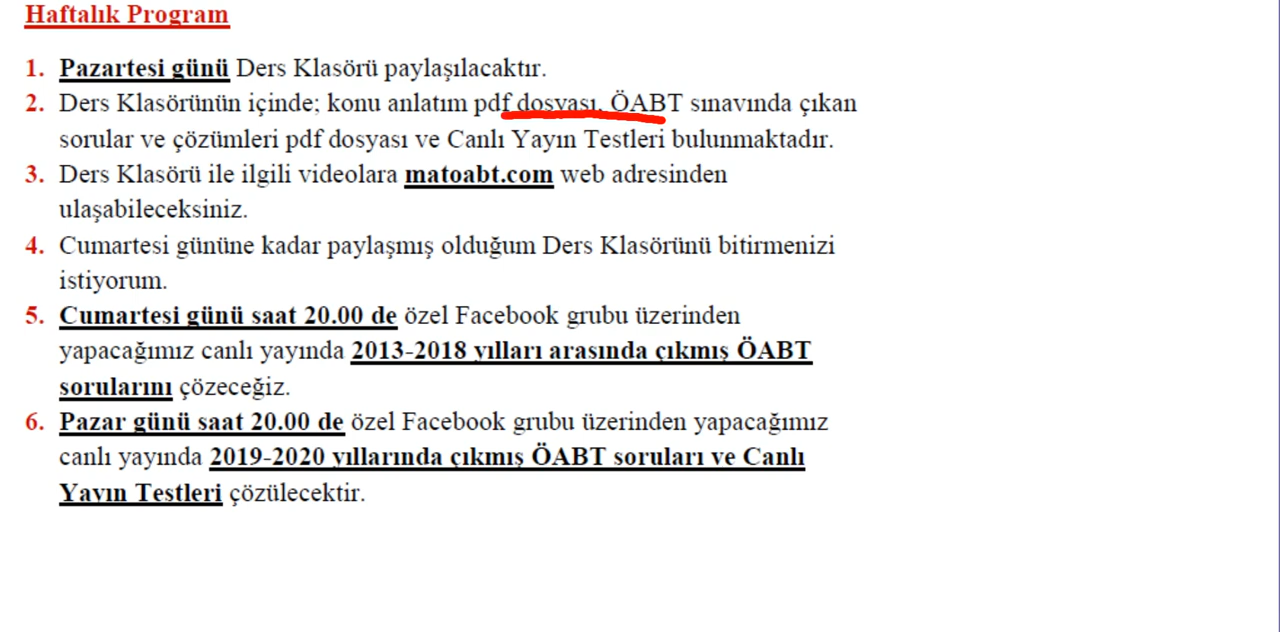 Haftalık Program
1. Pazartesi günü Ders Klasörü paylaşılacaktır.
2. Ders Klasörünün içinde; konu anlatım pdf dosyası, ÖABT sınavında çıkan
sorular ve çözümleri pdf dosyası ve Canlı Yayın Testleri bulunmaktadır.
3. Ders Klasörü ile ilgili videolara matoabt.com web adresinden
ulaşabileceksiniz.
4. Cumartesi gününe kadar paylaşmış olduğum Ders Klasörünü bitirmenizi
istiyorum.
5. Cumartesi günü saat 20.00 de özel Facebook grubu üzerinden
yapacağımız canlı yayında 2013-2018 yılları arasında çıkmış ÖABT
sorularını çözeceğiz.
6. Pazar günü saat 20.00 de özel Facebook grubu üzerinden yapacağımız
canlı yayında 2019-2020 yıllarında çıkmış ÖABT soruları ve Canlı
Yayın Testleri çözülecektir.